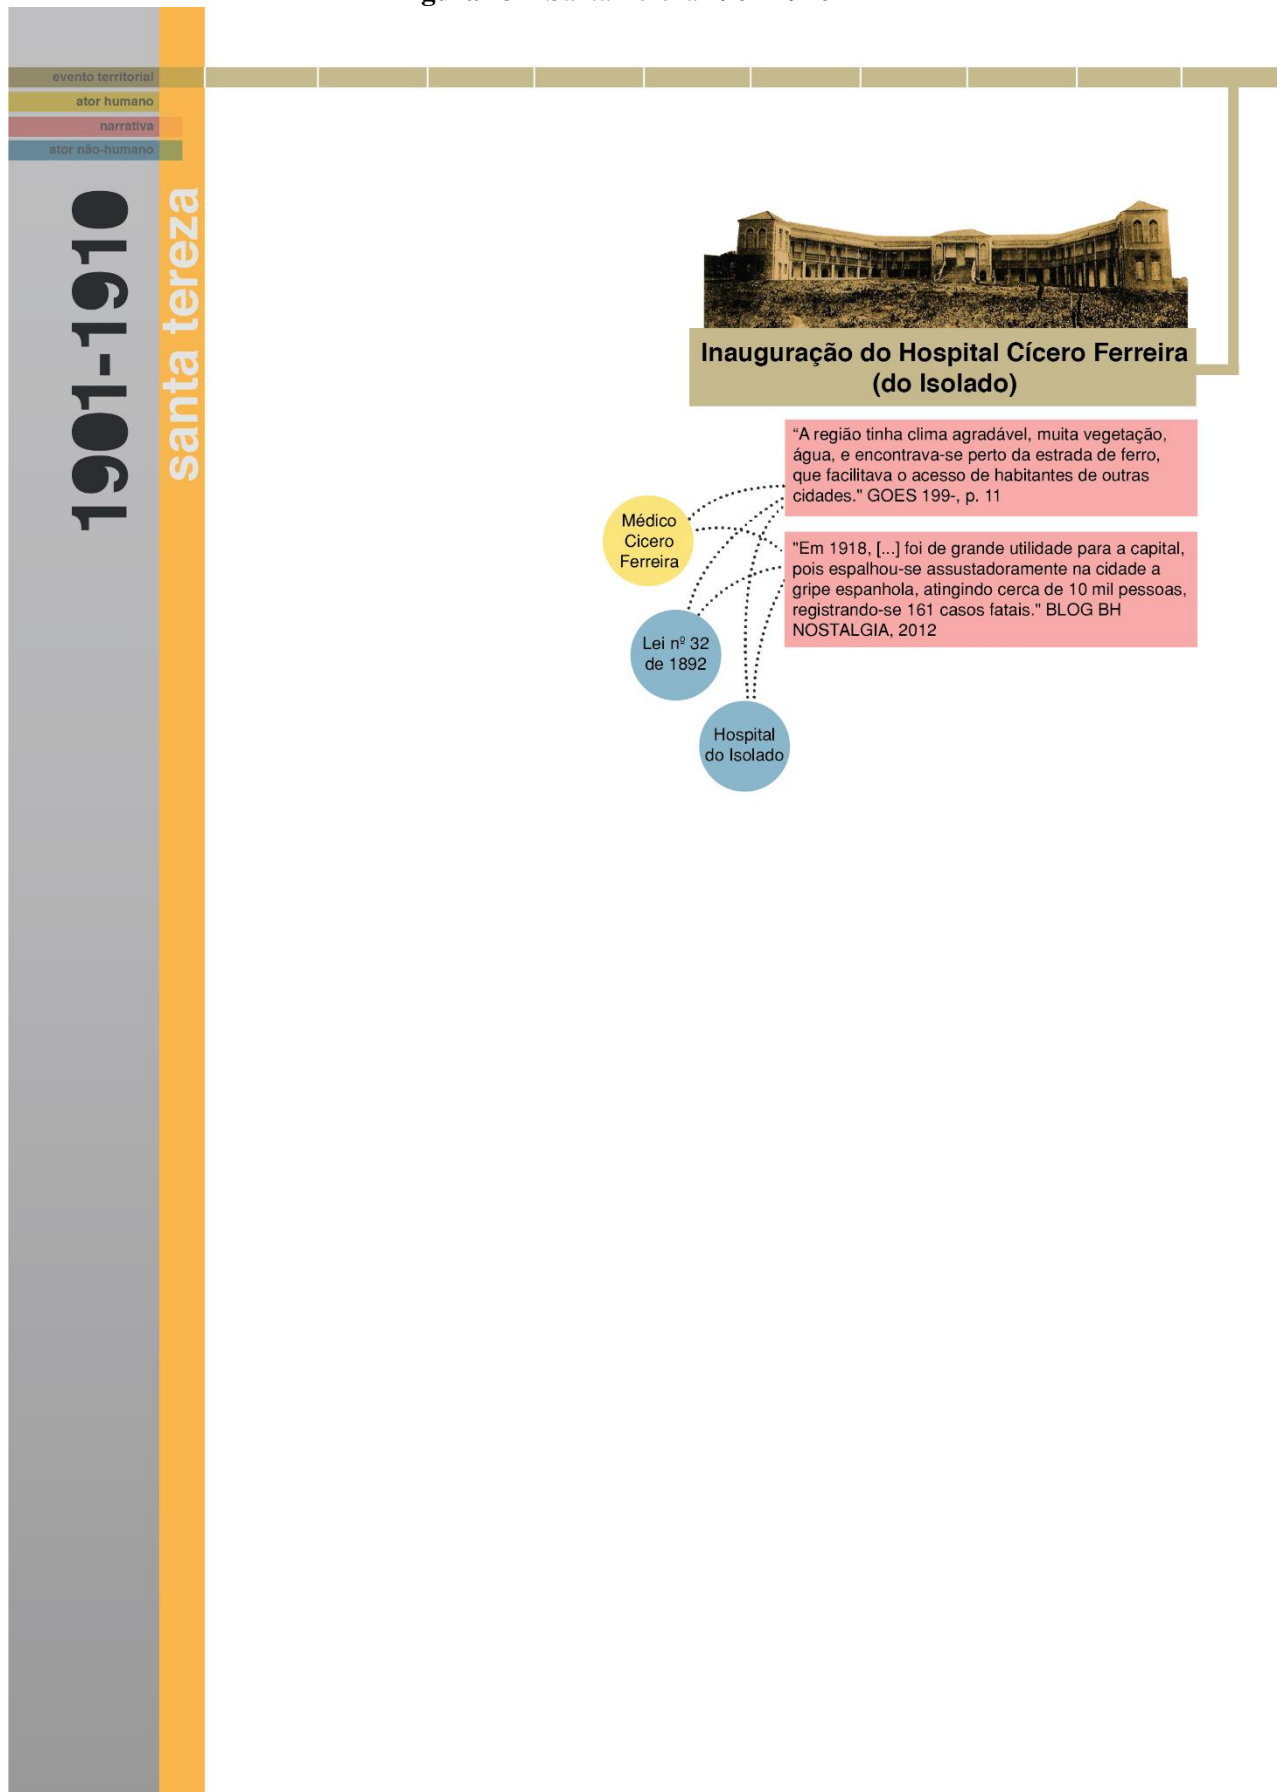 evento territorial
ator humano
narrativa
ator não-humano
1901-1910
santa tereza
Inauguração do Hospital Cícero Ferreira
(do Isolado)
“A região tinha clima agradável, muita vegetação,
água, e encontrava-se perto da estrada de ferro,
que facilitava o acesso de habitantes de outras
cidades." GOES 199-, p. 11
Médico
Cicero
Ferreira
"Em 1918, [...] foi de grande utilidade para a capital,
pois espalhou-se assustadoramente na cidade a
gripe espanhola, atingindo cerca de 10 mil pessoas,
registrando-se 161 casos fatais." BLOG BH
NOSTALGIA, 2012
Lei nº 32
de 1892
Hospital
do Isolado